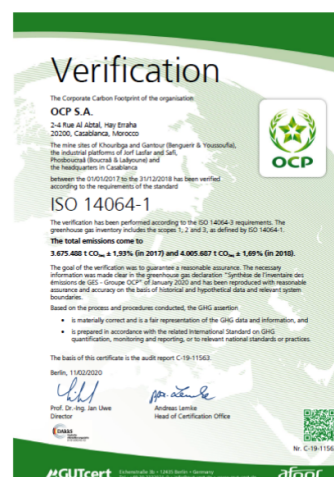 Verification
The Corporate Carbon Footprint of the organisation:
OCP S.A.
2-4 Rue Al Abtal, Hay Erraha
20200, Casablanca, Morocco
The mine sites of Khouribga and Gantour (Benguerir & Youssoufia),
the industrial platforms of Jorf Lasfar and Safi,
Phosboucraâ (Boucraâ & Laâyoune) and
the headquarters in Casablanca
OCP
between the 01/01/2017 to the 31/12/2018 has been verified
according to the requirements of the standard
ISO 14064-1
The verification has been performed according to the ISO 14064-3 requirements. The
greenhouse gas inventory includes the scopes 1, 2 and 3, as defined by ISO 14064-1.
The total emissions come to
3.675.488 t CO₂ₑq ± 1,93% (in 2017) and 4.005.687 t CO₂ₑq ± 1,69% (in 2018).
The goal of the verification was to guarantee a reasonable assurance. The necessary
information was made clear in the greenhouse gas declaration "Synthèse de l'inventaire des
émissions de GES - Groupe OCP" of January 2020 and has been reproduced with reasonable
assurance and accuracy on the basis of historical and hypothetical data and relevant system
boundaries.
Based on the process and procedures conducted, the GHG assertion
• is materially correct and is a fair representation of the GHG data and information, and
• is prepared in accordance with the related International Standard on GHG
quantification, monitoring and reporting, or to relevant national standards or practices.
The basis of this certificate is the audit report C-19-11563.
Berlin, 11/02/2020
Prof. Dr.-Ing. Jan Uwe
Director
Andreas Lemke
Head of Certification Office
DAkkS
Nr. C-19-1156
GUTcert
Eichenstraße 3b • 12435 Berlin • Germany
afnor